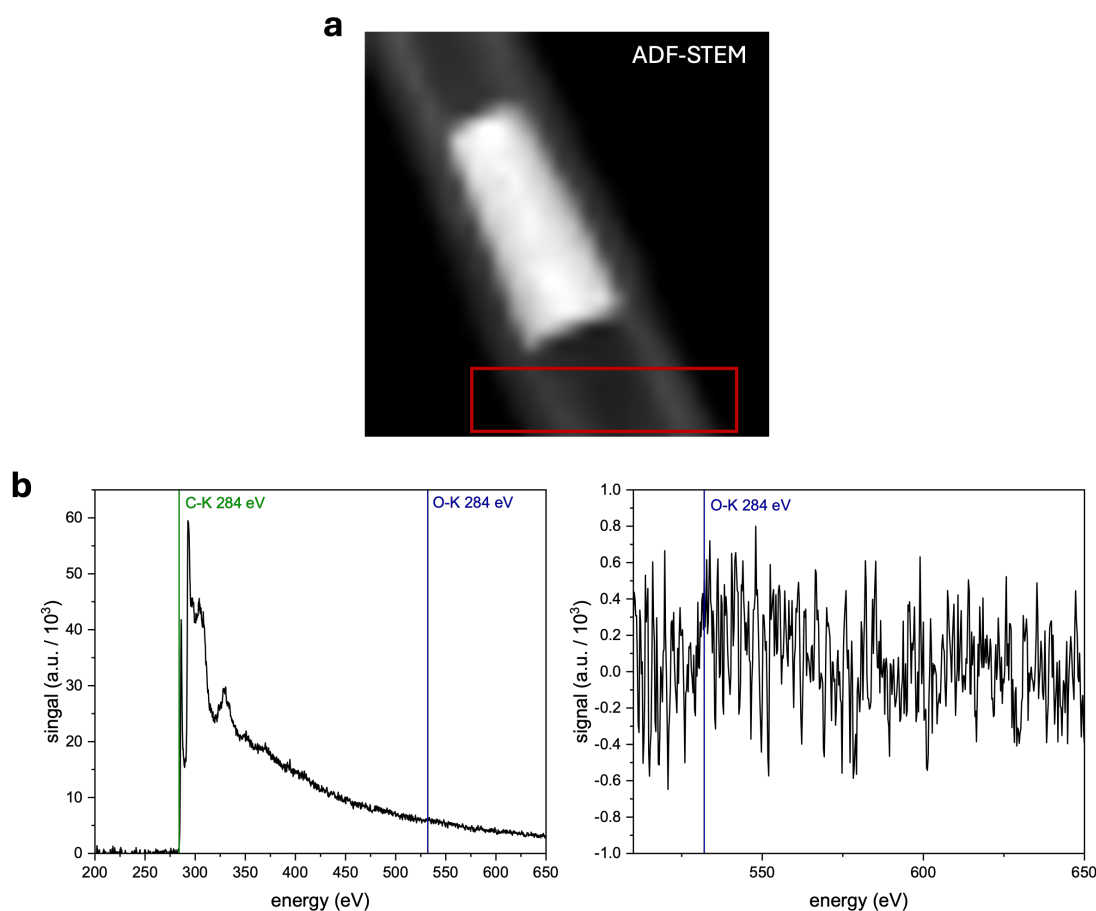 a
ADF-STEM
b
C-K 284 eV
O-K 284 eV
singal (a.u. / 10³)
60
50
40
30
20
10
0
200 250 300 350 400 450 500 550 600 650
energy (eV)
O-K 284 eV
signal (a.u. / 10³)
1.0
0.8
0.6
0.4
0.2
0.0
-0.2
-0.4
-0.6
-0.8
-1.0
550 600 650
energy (eV)